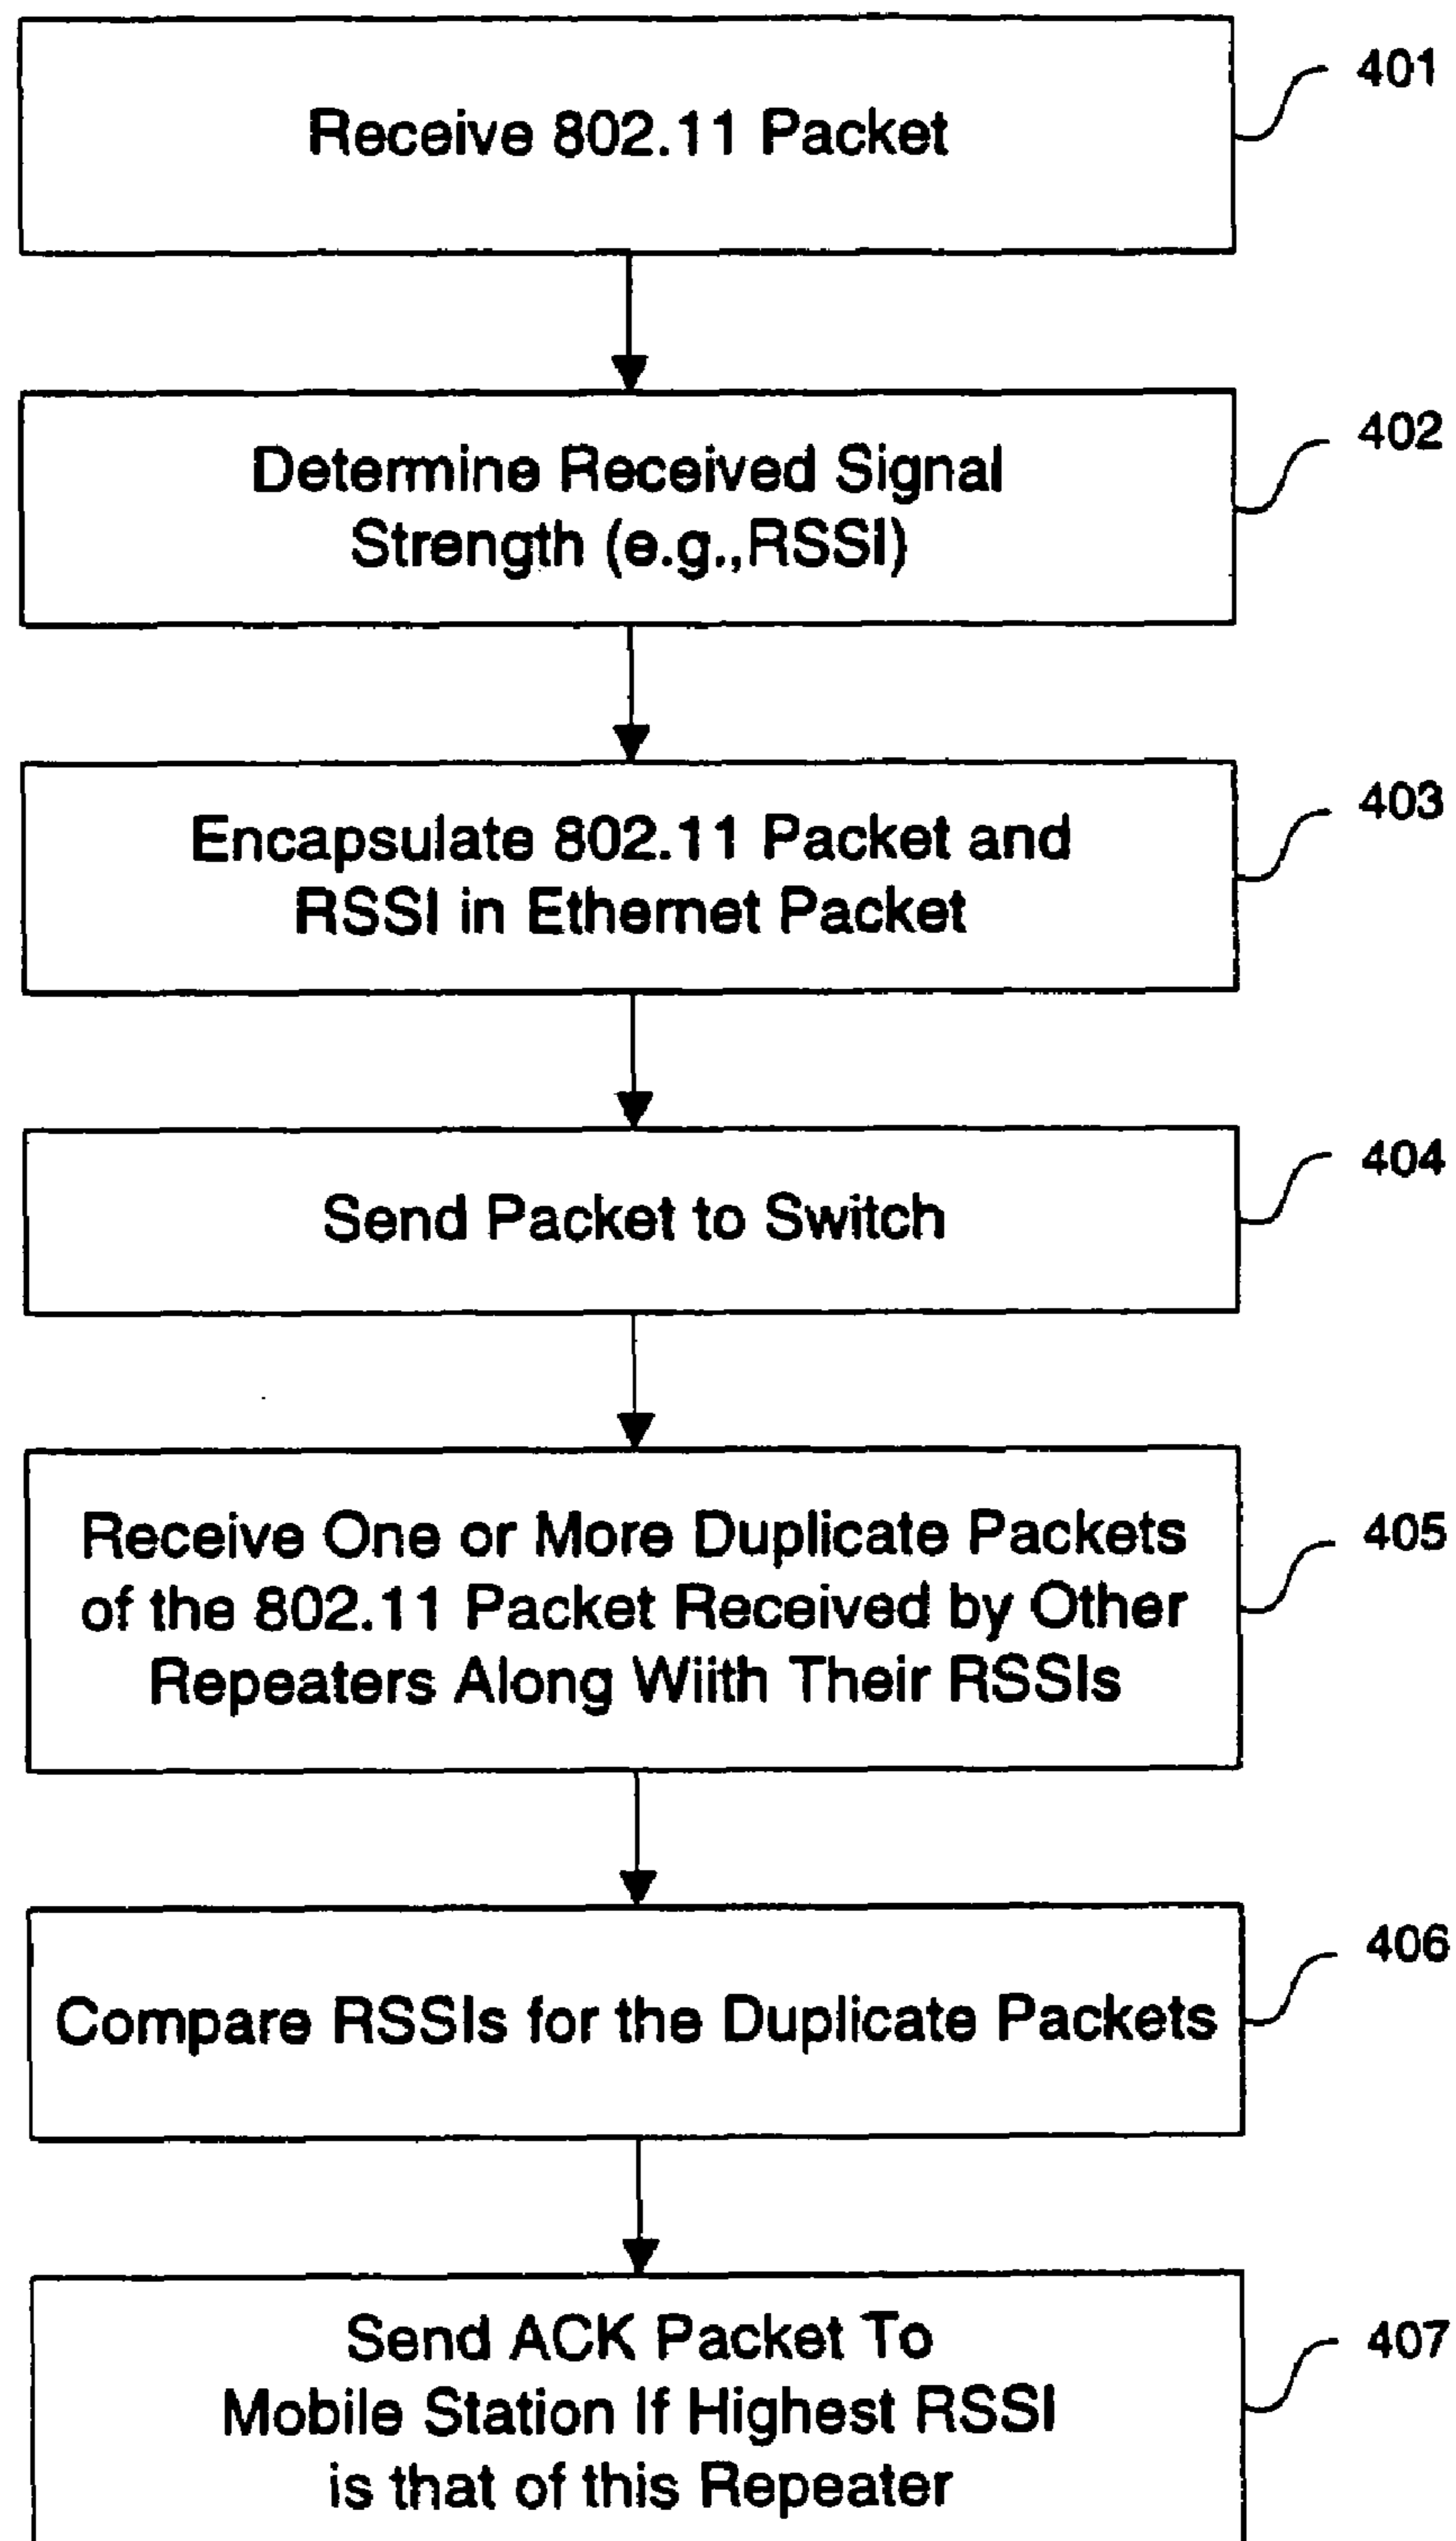 Receive 802.11 Packet
401
Determine Received Signal
Strength (e.g.,RSSI)
402
Encapsulate 802.11 Packet and
RSSI in Ethernet Packet
403
Send Packet to Switch
404
Receive One or More Duplicate Packets
of the 802.11 Packet Received by Other
Repeaters Along Wiith Their RSSIs
405
Compare RSSIs for the Duplicate Packets
406
Send ACK Packet To
Mobile Station If Highest RSSI
is that of this Repeater
407